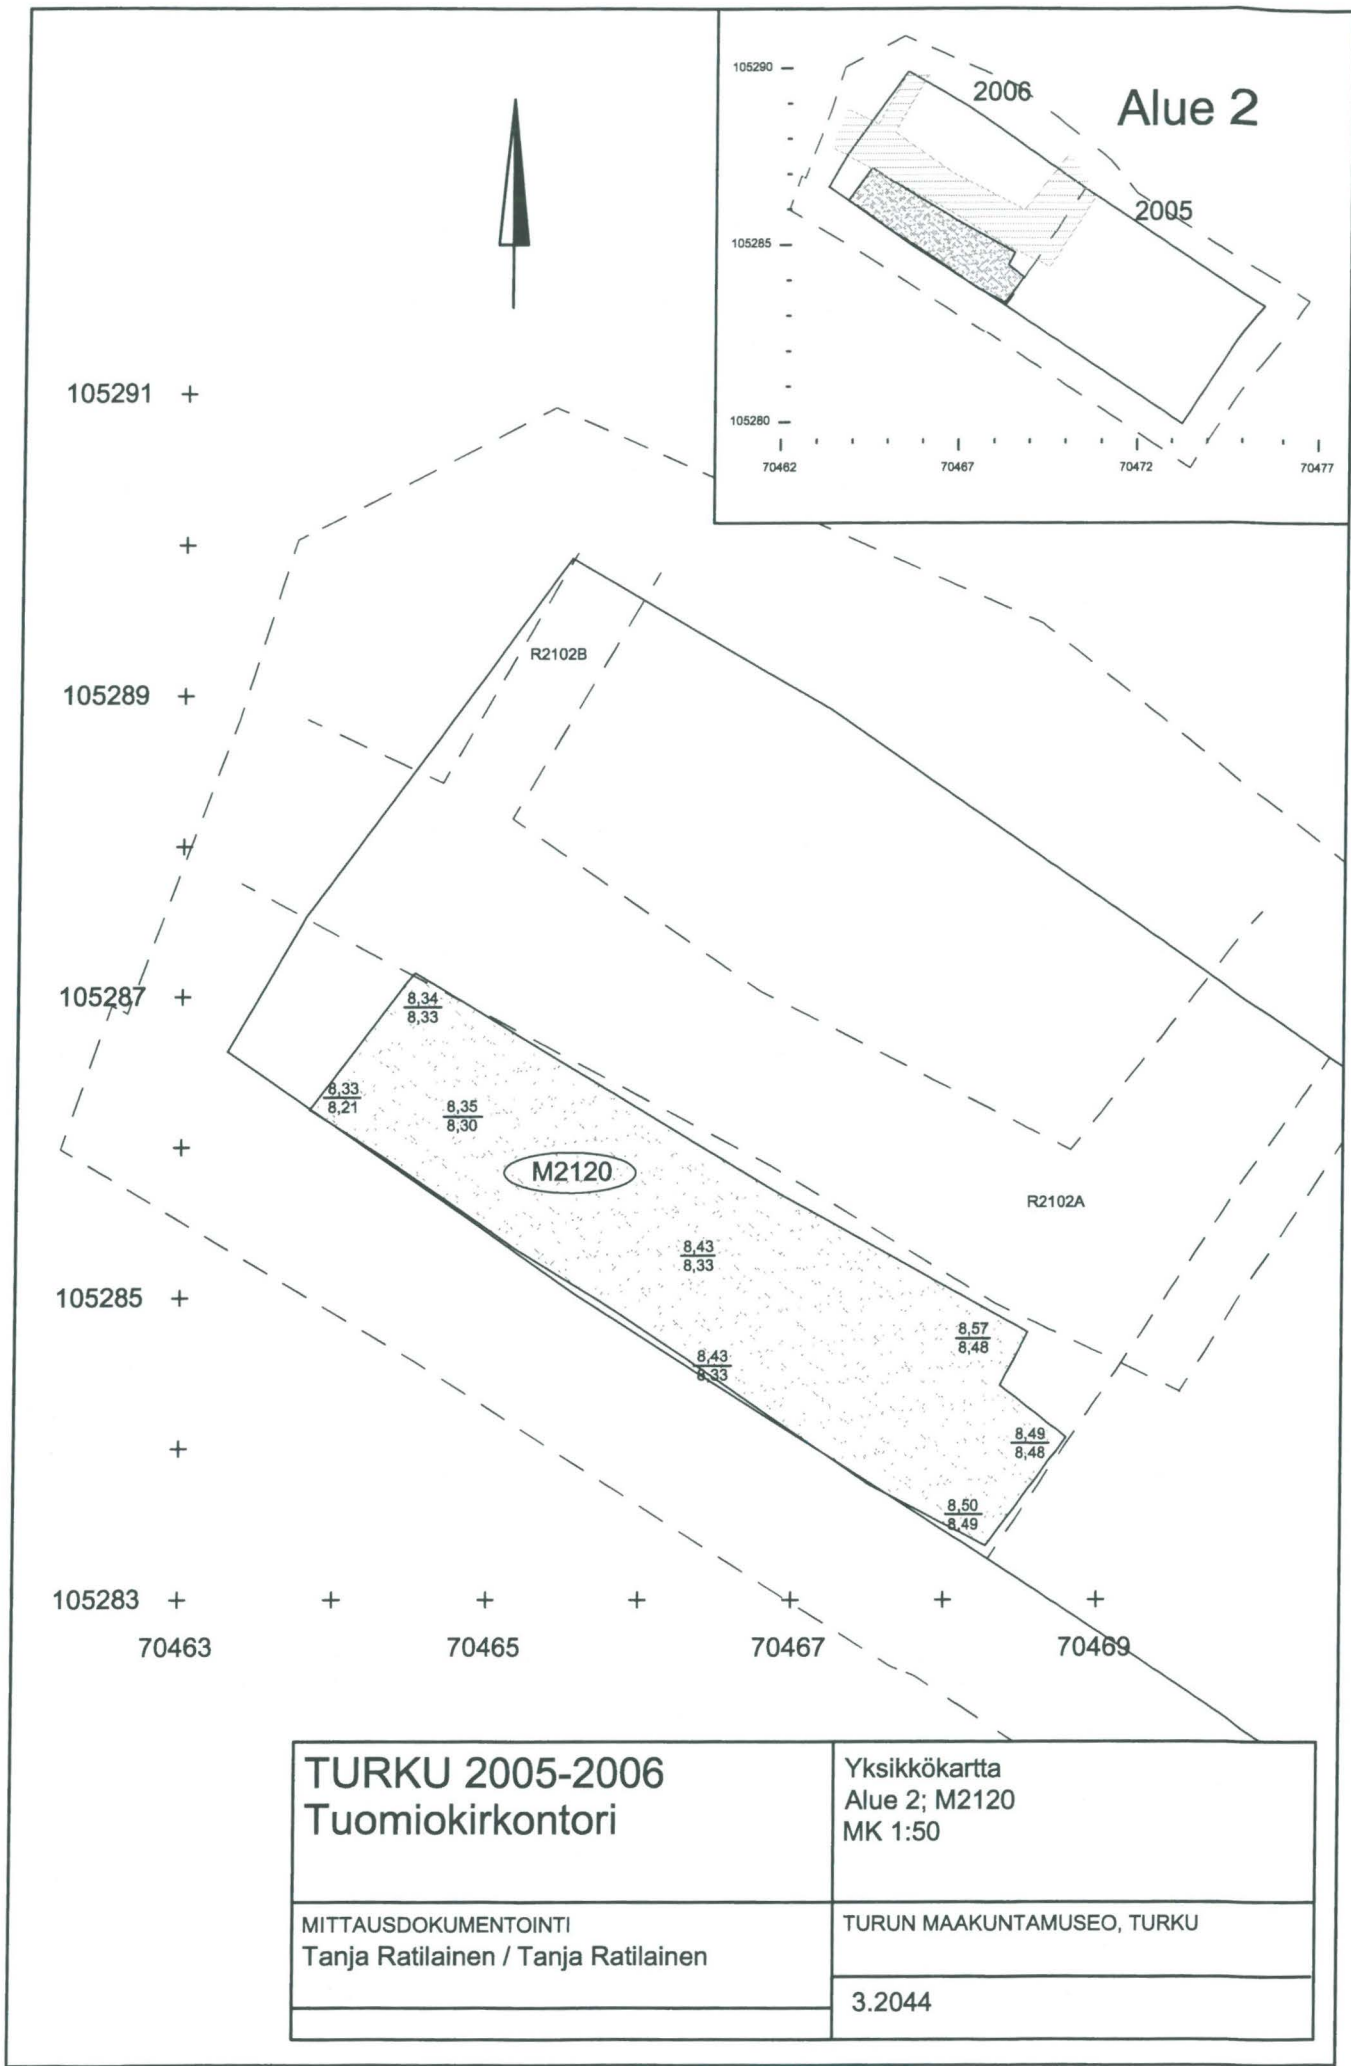 105290
2006
Alue 2
2005
105285
105280
70462 70467 70472 70477
105291
R2102B
105289
105287
8,34
8,33
8,33
8,21
8,35
8,30
M2120
R2102A
8,43
8,33
105285
8,57
8,48
8,43
8,33
8,49
8,48
8,50
8,49
105283
70463 70465 70467 70469
TURKU 2005-2006
Tuomiokirkontori
Yksikkökartta
Alue 2; M2120
MK 1:50
MITTAUSDOKUMENTOINTI
Tanja Ratilainen / Tanja Ratilainen
TURUN MAAKUNTAMUSEO, TURKU
3.2044